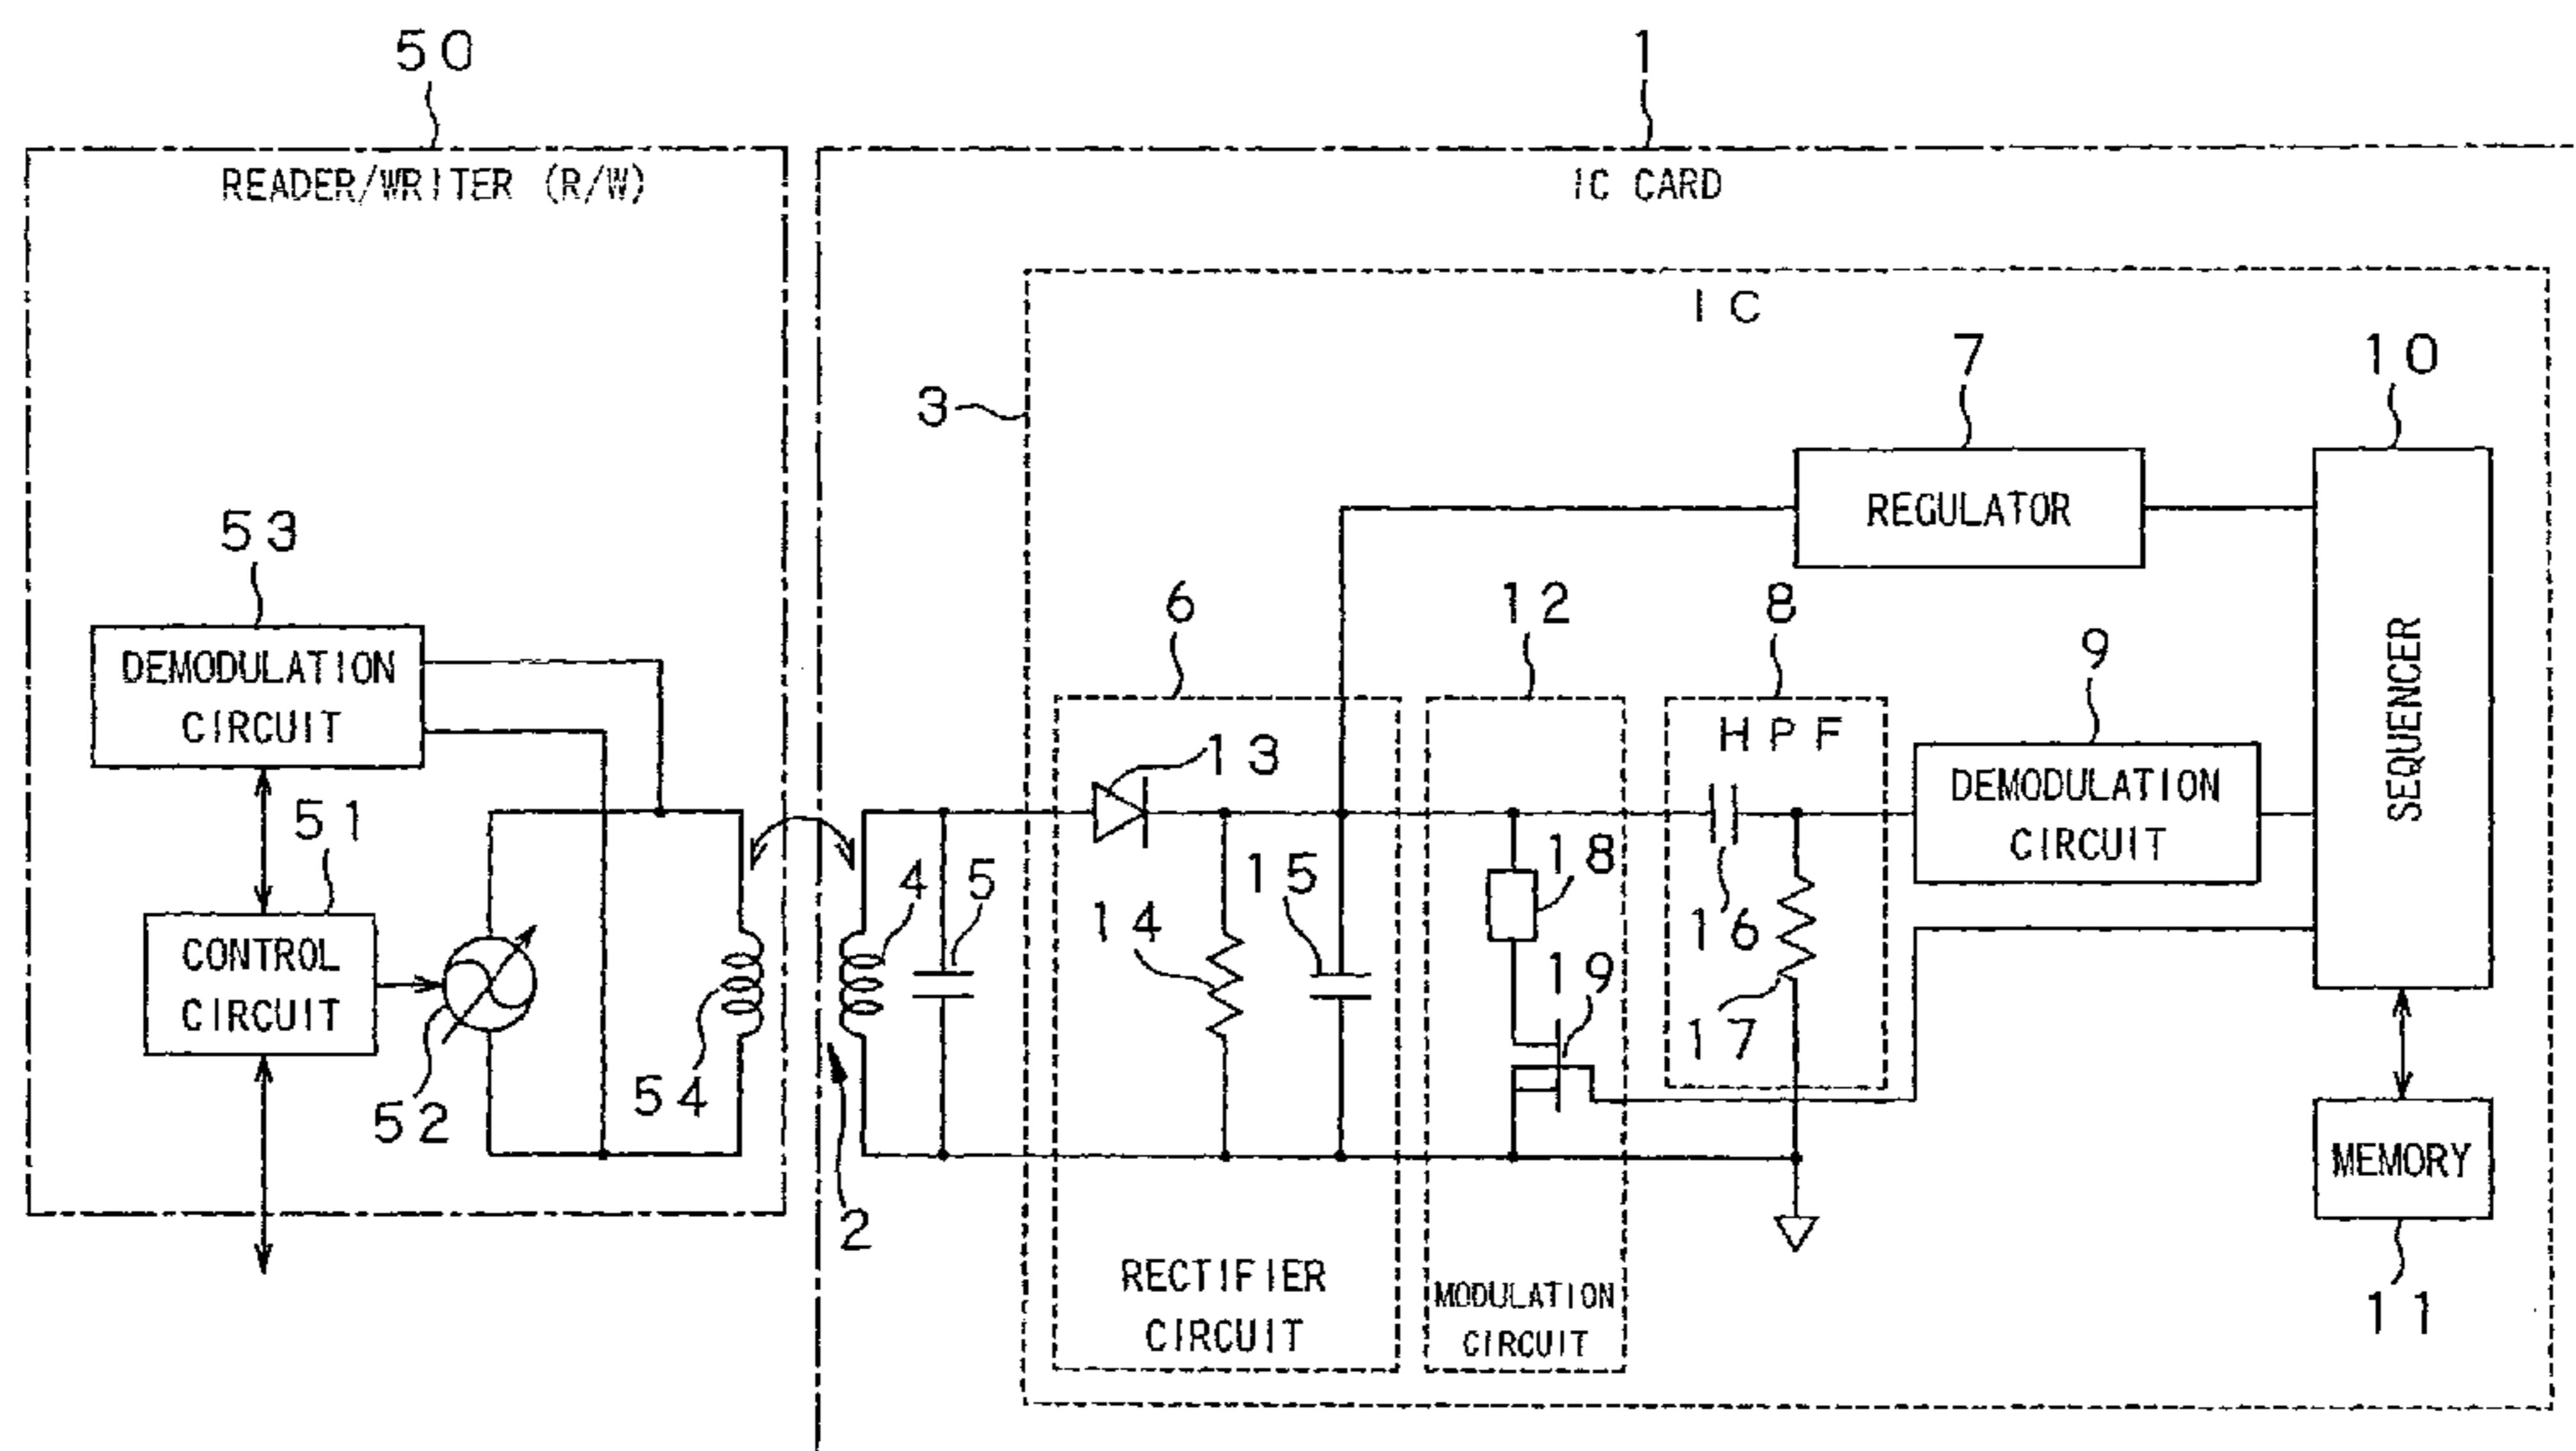 50
1
READER/WRITER (R/W)
IC CARD
IC
3
7
10
REGULATOR
53
6
12
8
9
DEMODULATION
CIRCUIT
HPF
13
SEQUENCER
DEMODULATION
CIRCUIT
51
4
5
14
15
18
16
CONTROL
CIRCUIT
19
17
54
52
2
MEMORY
11
RECTIFIER
CIRCUIT
MODULATION
CIRCUIT